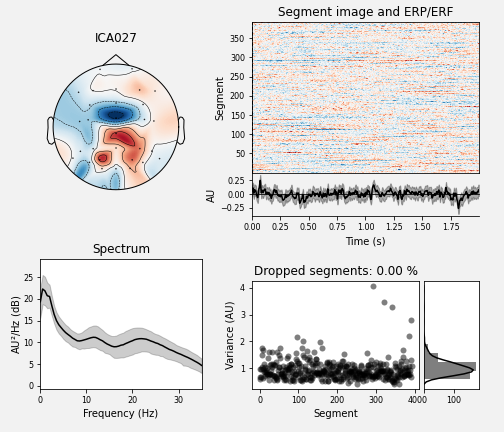 ICA027
Segment image and ERP/ERF
Segment
350
300
250
200
150
100
50
AU
0.25
0.00
−0.25
0.00 0.25 0.50 0.75 1.00 1.25 1.50 1.75
Time (s)
Spectrum
AU²/Hz (dB)
25
20
15
10
5
0
0 10 20 30
Frequency (Hz)
Dropped segments: 0.00 %
Variance (AU)
4
3
2
1
0 100 200 300 400
Segment
0 100